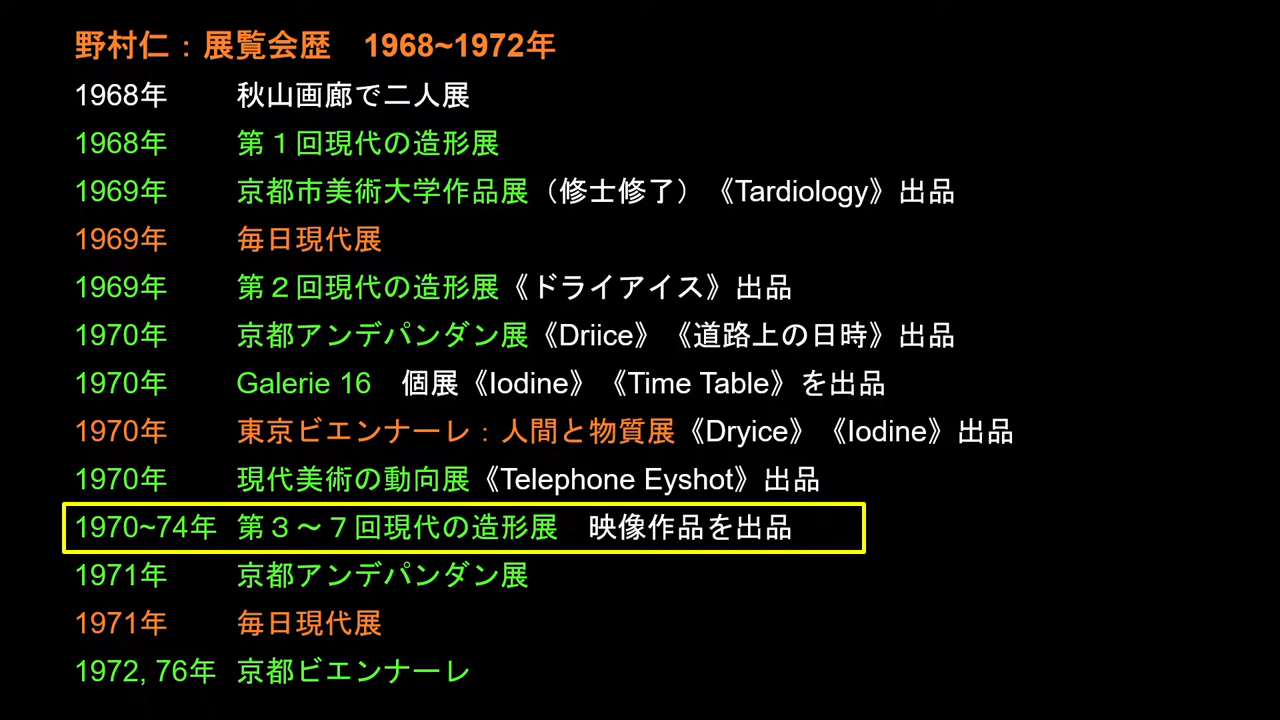 野村仁：展覧会歴　1968~1972年
1968年　秋山画廊で二人展
1968年　第１回現代の造形展
1969年　京都市美術大学作品展（修士修了）《Tardiology》出品
1969年　毎日現代展
1969年　第２回現代の造形展《ドライアイス》出品
1970年　京都アンデパンダン展《Driice》《道路上の日時》出品
1970年　Galerie 16　個展《Iodine》《Time Table》を出品
1970年　東京ビエンナーレ：人間と物質展《Dryice》《Iodine》出品
1970年　現代美術の動向展《Telephone Eyshot》出品
1970~74年　第３～７回現代の造形展　映像作品を出品
1971年　京都アンデパンダン展
1971年　毎日現代展
1972, 76年　京都ビエンナーレ